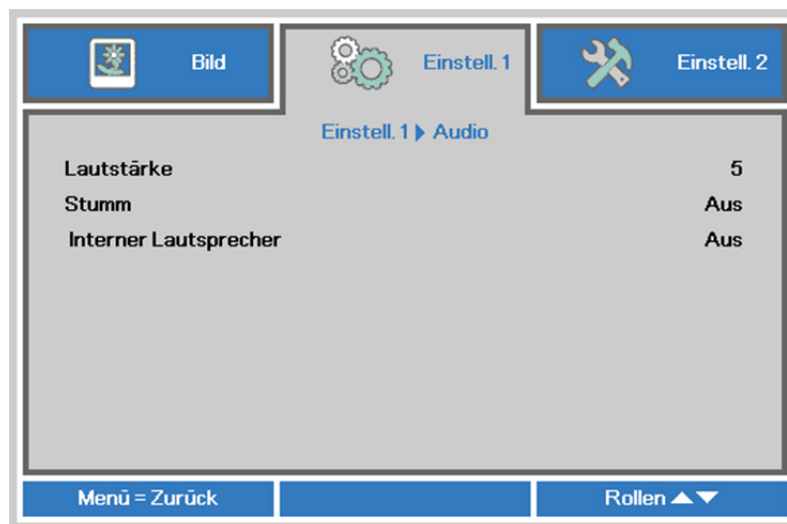 Bild
Einstell. 1
Einstell. 2
Einstell. 1 ▶ Audio
Lautstärke 5
Stumm Aus
Interner Lautsprecher Aus
Menü = Zurück
Rollen ▲▼